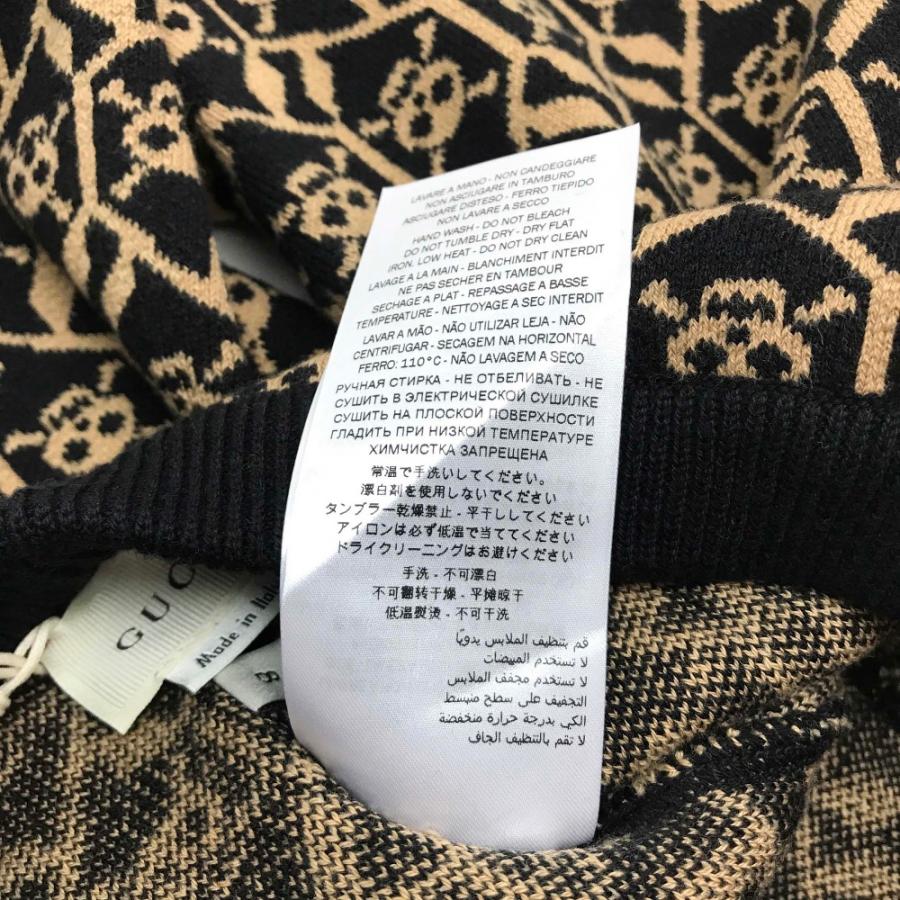 LAVARE A MANO - NON CANDEGGIARE
NON ASCIUGARE IN TAMBURO
ASCIUGARE DISTESO - FERRO TIEPIDO
NON LAVARE A SECCO
HAND WASH - DO NOT BLEACH
DO NOT TUMBLE DRY - DRY FLAT
IRON, LOW HEAT - DO NOT DRY CLEAN
LAVAGE A LA MAIN - BLANCHIMENT INTERDIT
NE PAS SECHER EN TAMBOUR
SECHAGE A PLAT - REPASSAGE A BASSE
TEMPERATURE - NETTOYAGE A SEC INTERDIT
LAVAR A MÃO - NÃO UTILIZAR LEJA - NÃO
CENTRIFUGAR - SECAGEM NA HORIZONTAL
FERRO: 110°C - NÃO LAVAGEM A SECO
РУЧНАЯ СТИРКА - НЕ ОТБЕЛИВАТЬ - НЕ
СУШИТЬ В ЭЛЕКТРИЧЕСКОЙ СУШИЛКЕ
СУШИТЬ НА ПЛОСКОЙ ПОВЕРХНОСТИ
ГЛАДИТЬ ПРИ НИЗКОЙ ТЕМПЕРАТУРЕ
ХИМЧИСТКА ЗАПРЕЩЕНА
常温で手洗いしてください。
漂白剤を使用しないでください
タンブラー乾燥禁止 - 平干ししてください
アイロンは必ず低温で当ててください
ドライクリーニングはお避けください
手洗 - 不可漂白
不可翻转干燥 - 平摊晾干
低温熨烫 - 不可干洗
قم بتنظيف الملابس يدويًا
لا تستخدم المبيضات
لا تستخدم مجفف الملابس
التجفيف على سطح منبسط
الكي بدرجة حرارة منخفضة
لا تقم بالتنظيف الجاف
GUC
Made in Ital
8